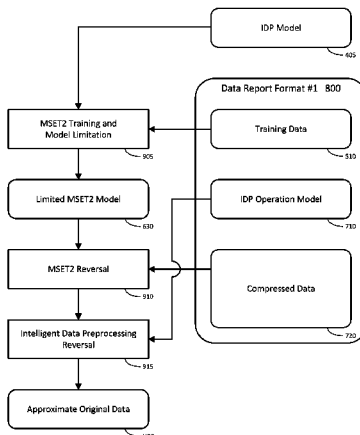 IDP Model
405
Data Report Format #1 800
MSET2 Training and
Model Limitation
905
Training Data
510
Limited MSET2 Model
630
IDP Operation Model
710
MSET2 Reversal
910
Compressed Data
720
Intelligent Data Preprocessing
Reversal
915
Approximate Original Data